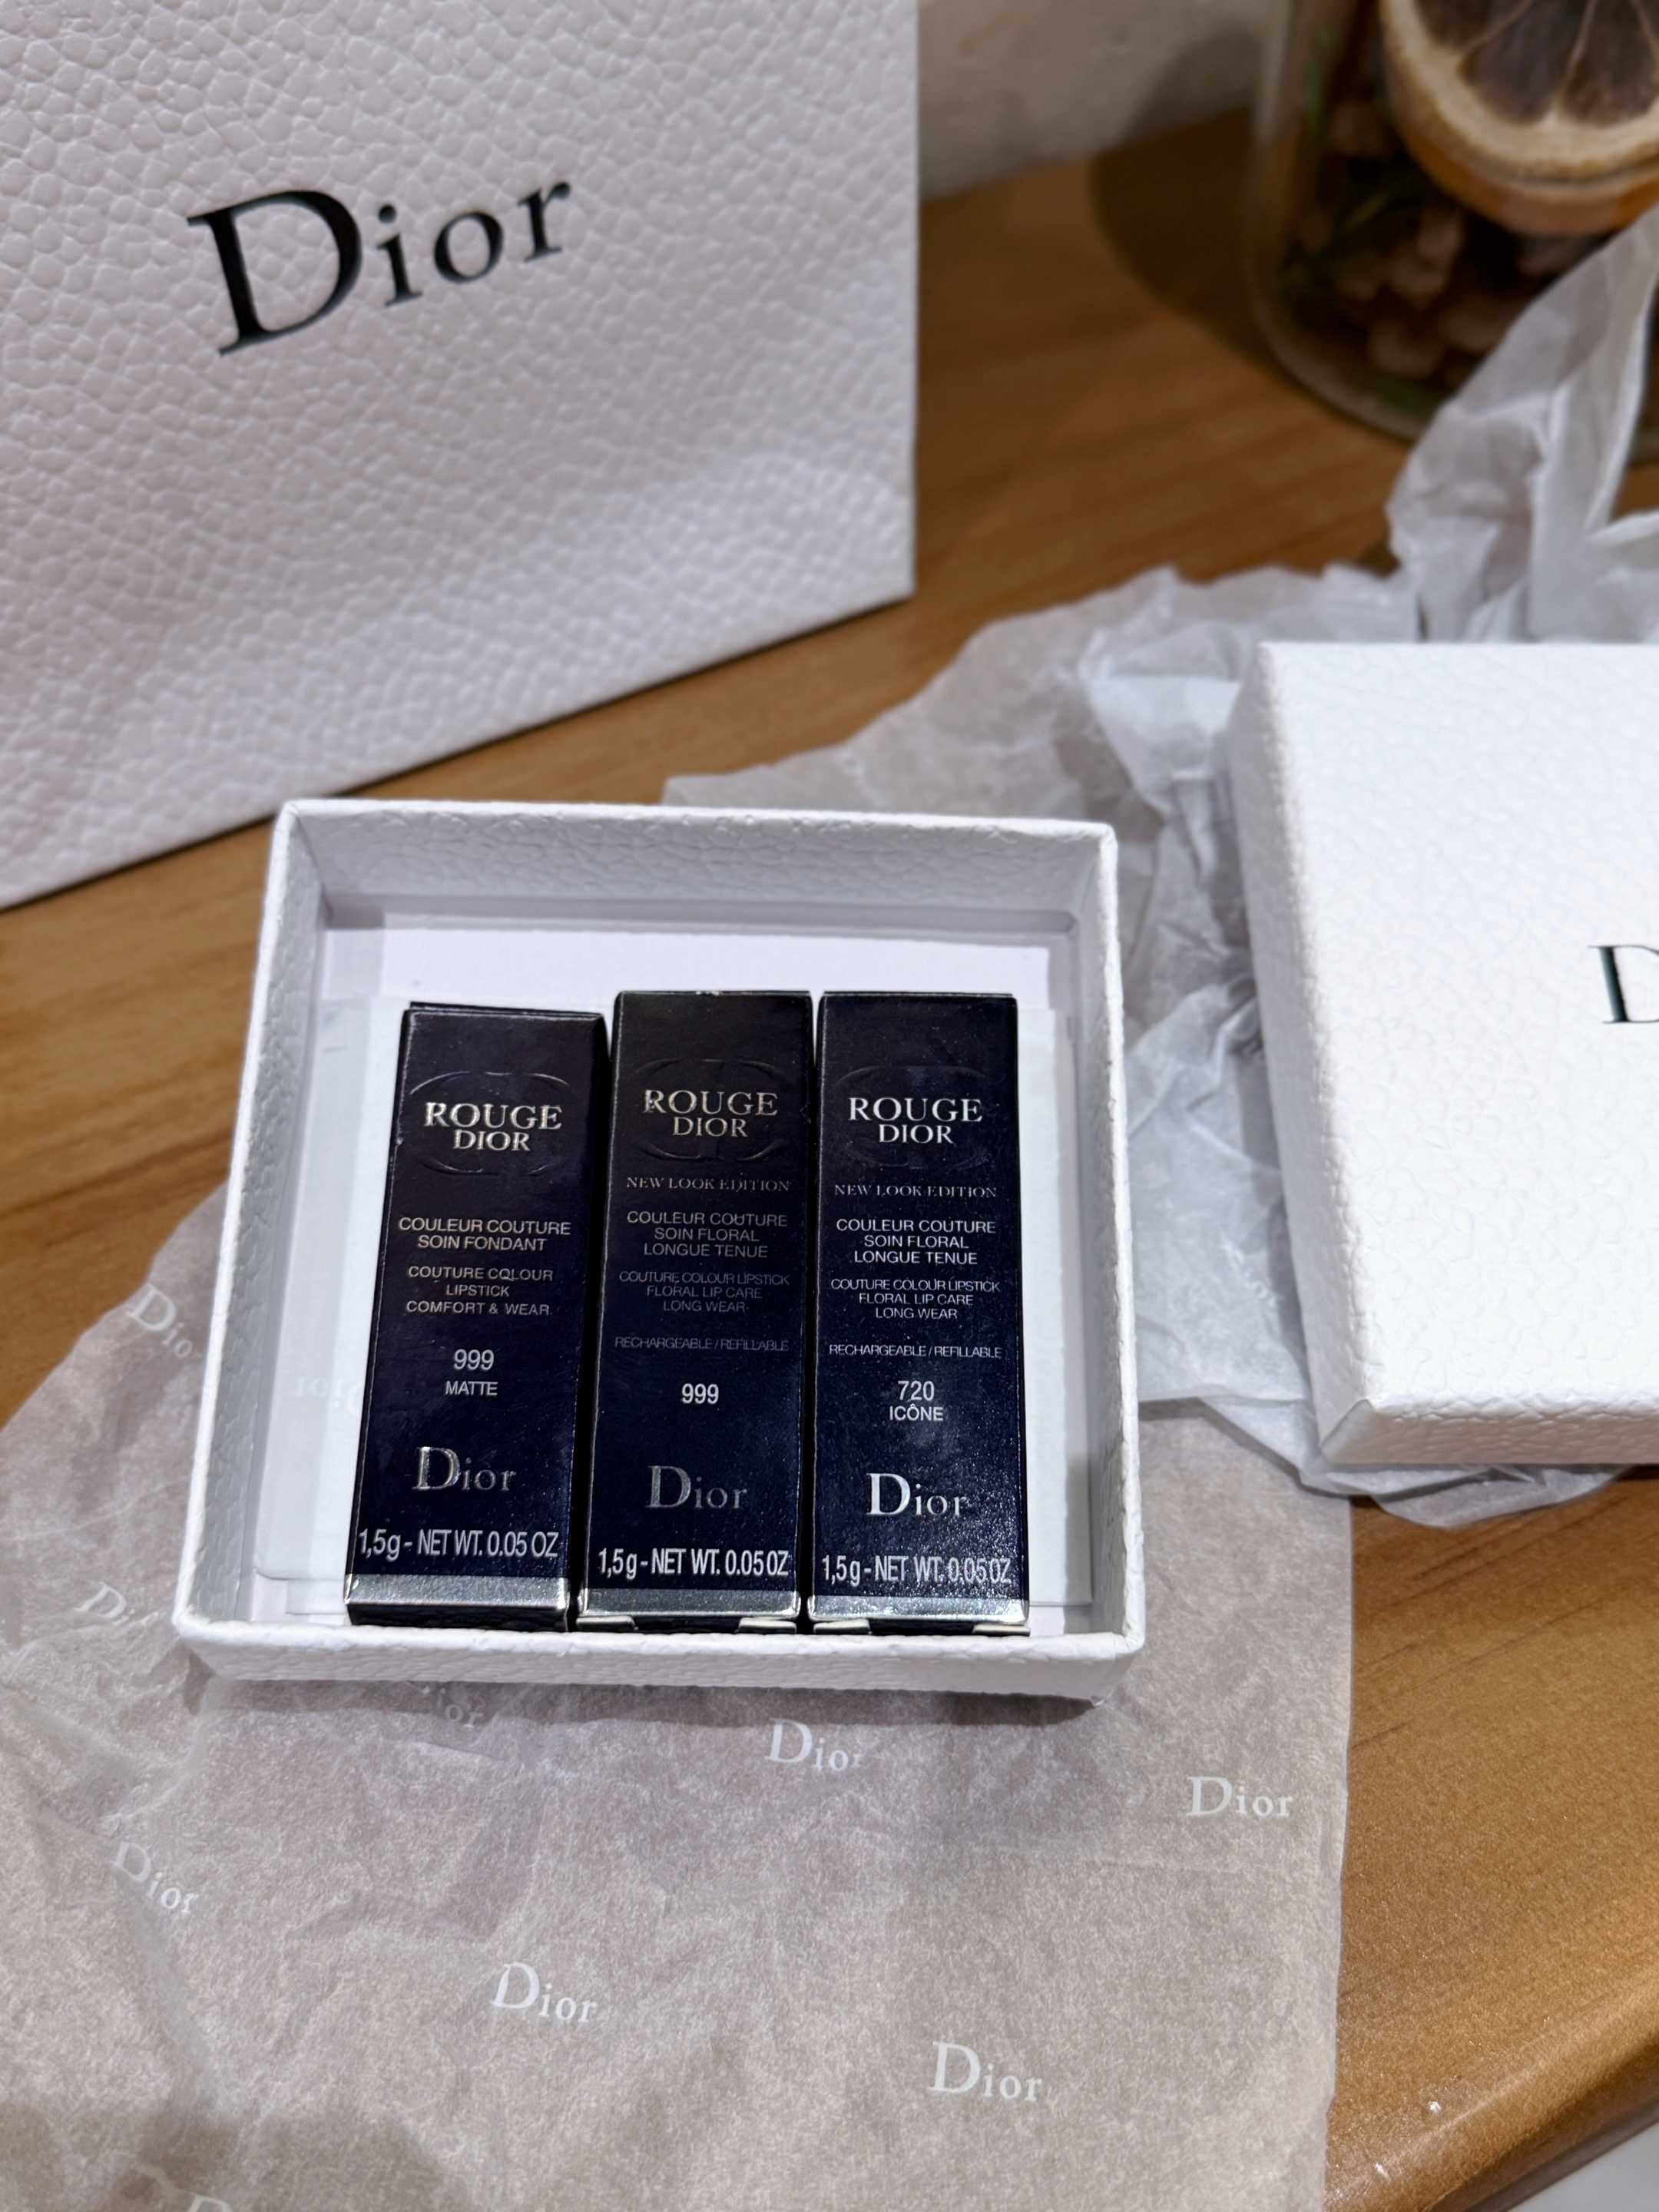 Dior
D
ROUGE
DIOR
COULEUR COUTURE
SOIN FONDANT
COUTURE COLOUR
LIPSTICK
COMFORT & WEAR
999
MATTE
Dior
1,5g - NET WT. 0.05 OZ
ROUGE
DIOR
NEW LOOK EDITION
COULEUR COUTURE
SOIN FLORAL
LONGUE TENUE
COUTURE COLOUR LIPSTICK
FLORAL LIP CARE
LONG WEAR
RECHARGEABLE / REFILLABLE
999
Dior
1,5g - NET WT. 0.05 OZ
ROUGE
DIOR
NEW LOOK EDITION
COULEUR COUTURE
SOIN FLORAL
LONGUE TENUE
COUTURE COLOUR LIPSTICK
FLORAL LIP CARE
LONG WEAR
RECHARGEABLE / REFILLABLE
720
ICÔNE
Dior
1,5g - NET WT. 0.05 OZ
Dior
Dior
Dior
Dior
Dior
Dior
Dior